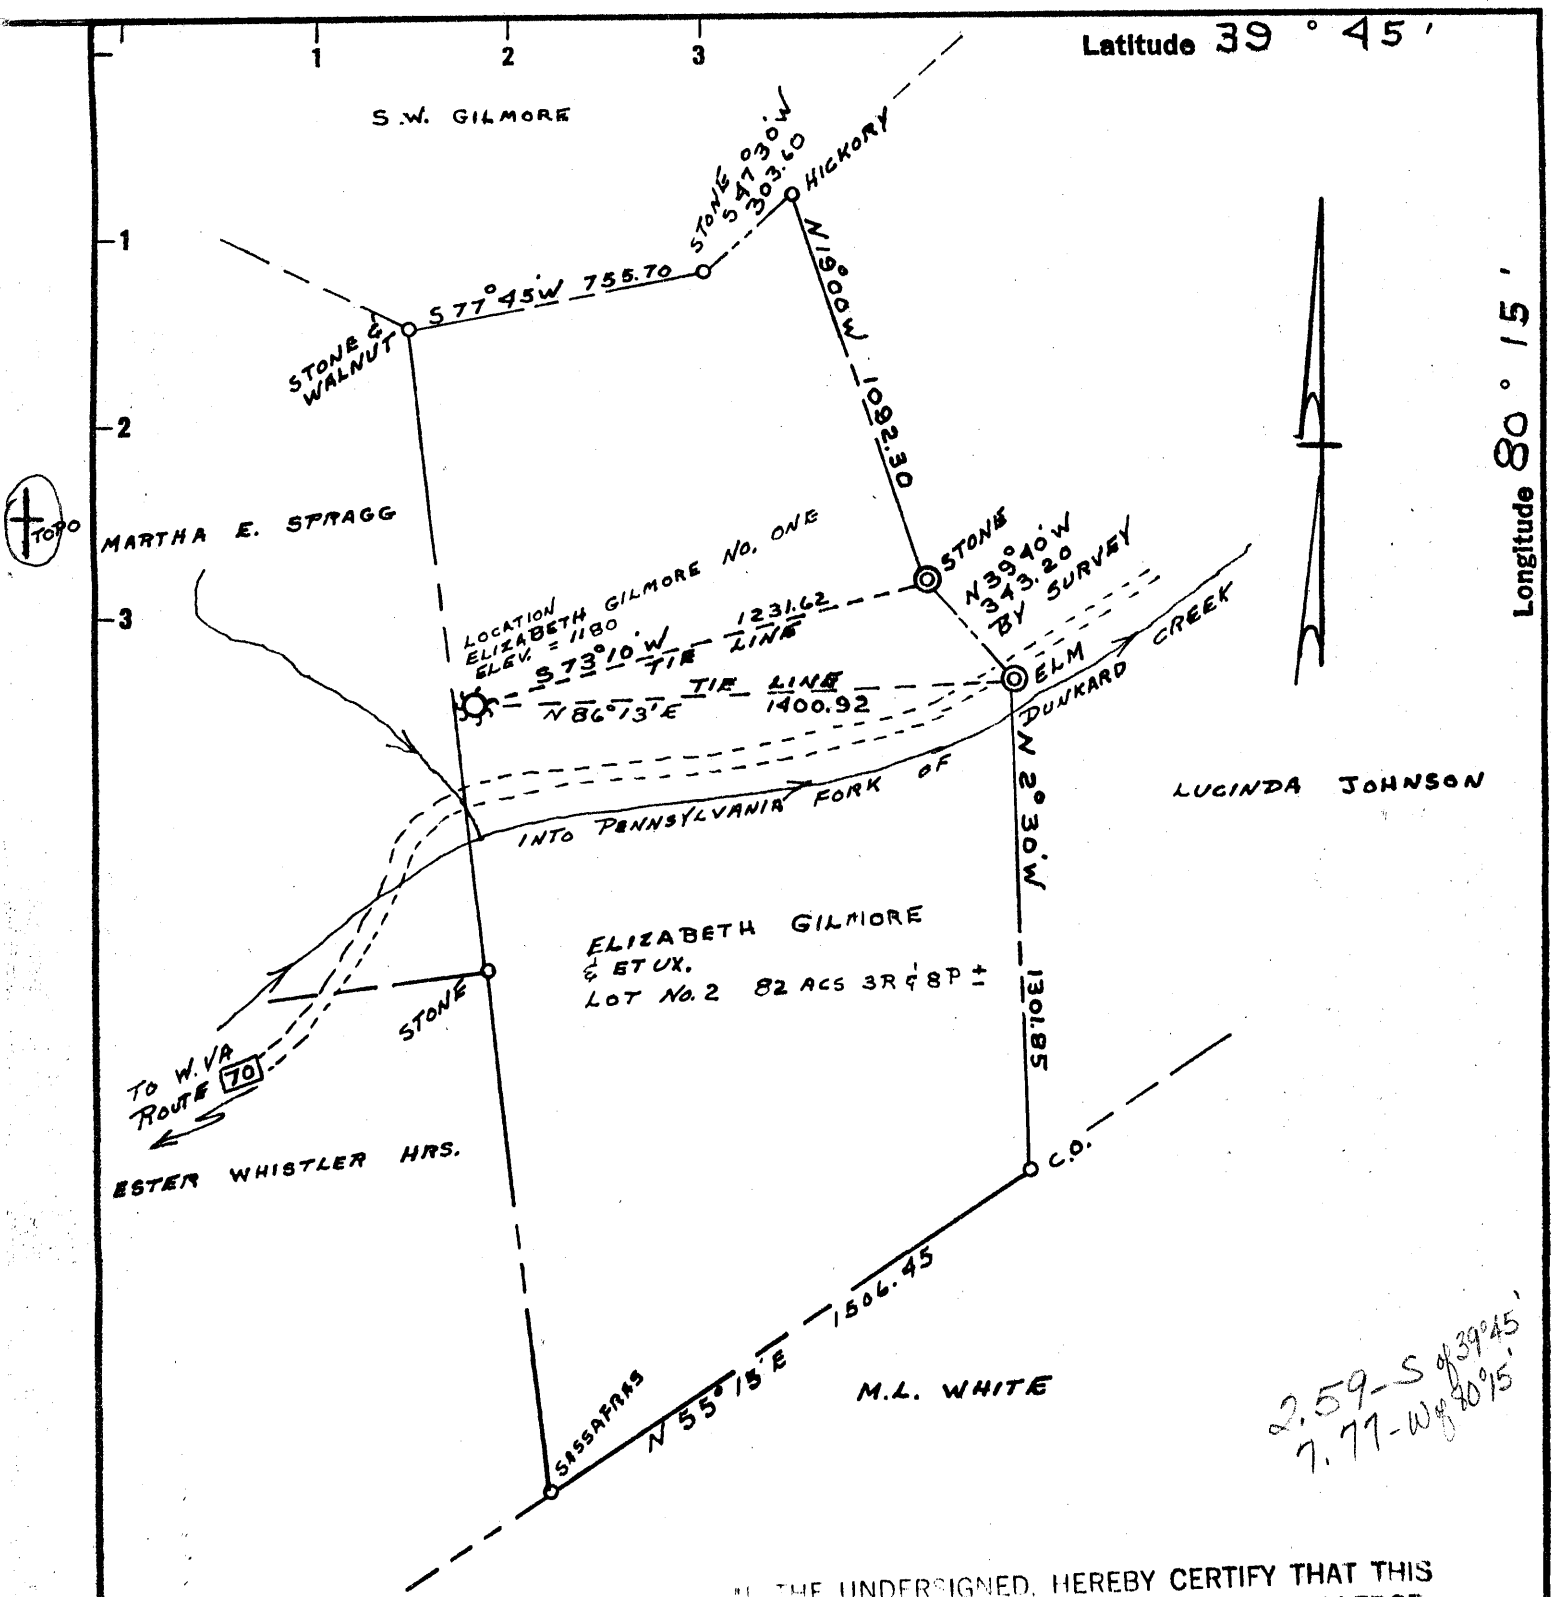 1 2 3
Latitude 39 ° 45 '
S.W. GILMORE
STONE
S 47°30'W
303.60
HICKORY
1
S 77°45'W 755.70
STONE &
WALNUT
N 19°00W 1092.30
Longitude 80 ° 15 '
2
TOPO
MARTHA E. SPRAGG
3
LOCATION
ELIZABETH GILMORE NO. ONE
ELEV. = 1180
S 73°10'W 1231.62
TIE LINE
STONE
N 39°40'W
343.20
BY SURVEY
TIE LINE
N 86°13'E 1400.92
ELM
INTO PENNSYLVANIA FORK OF DUNKARD CREEK
N 2°30'W 1301.85
LUCINDA JOHNSON
ELIZABETH GILMORE
& ET UX.
LOT No. 2 82 ACS 3R & 8P ±
STONE
TO W.VA
ROUTE 70
ESTER WHISTLER HRS.
C.O.
SASSAFRAS
N 55°15'E 1506.45
M.L. WHITE
2.59-S of 39°45'
7.77-W of 80°15'
THE UNDERSIGNED, HEREBY CERTIFY THAT THIS